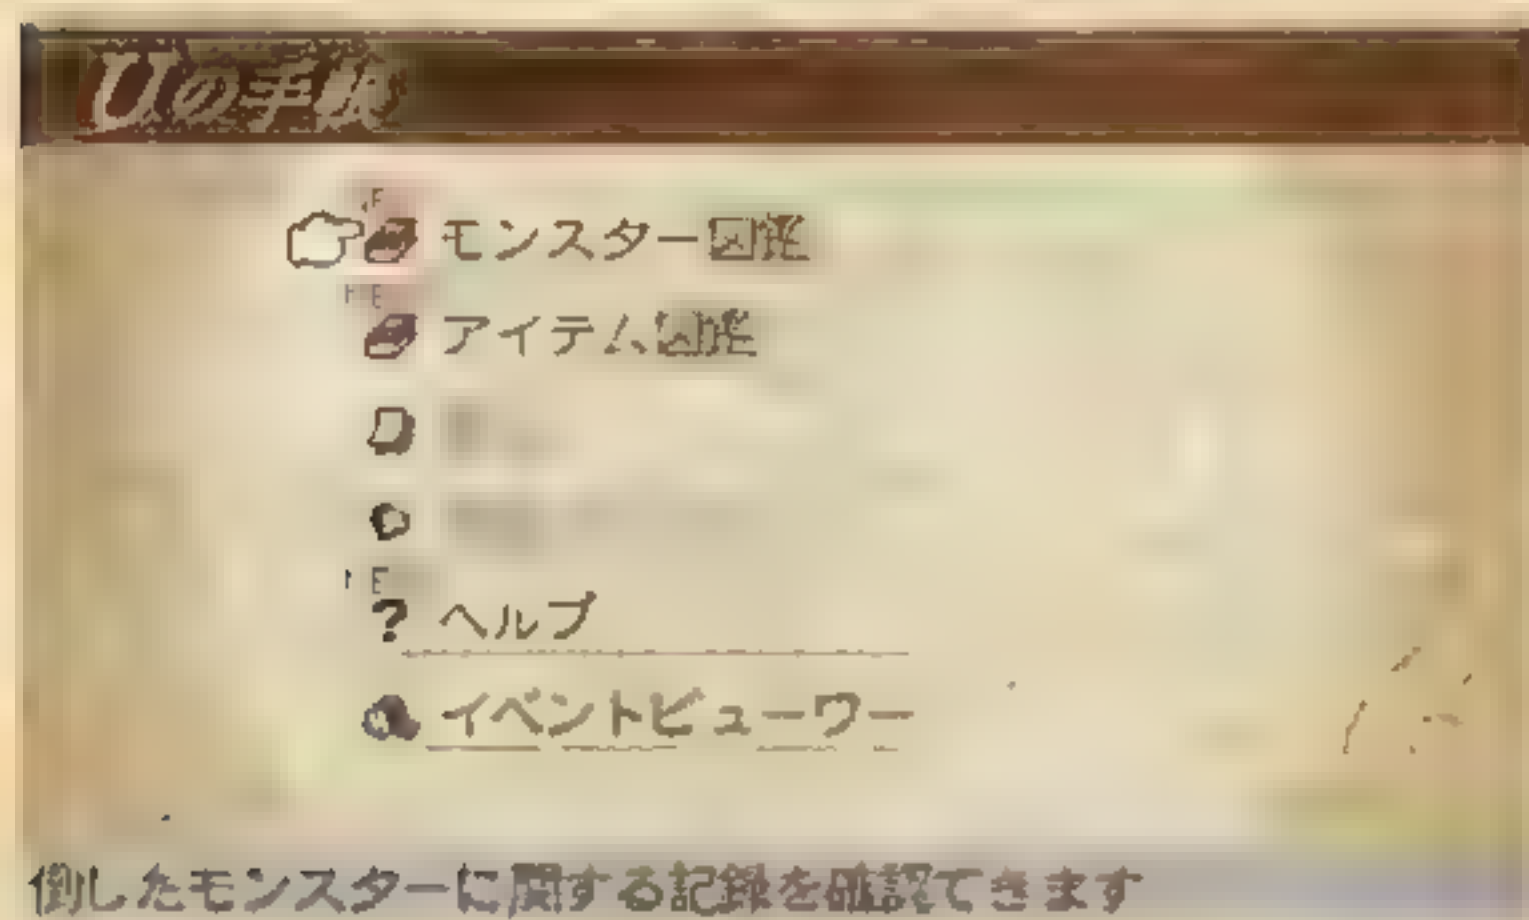 Uの手帳
モンスター図鑑
アイテム図鑑
ヘルプ
イベントビューワー
倒したモンスターに関する記録を確認できます